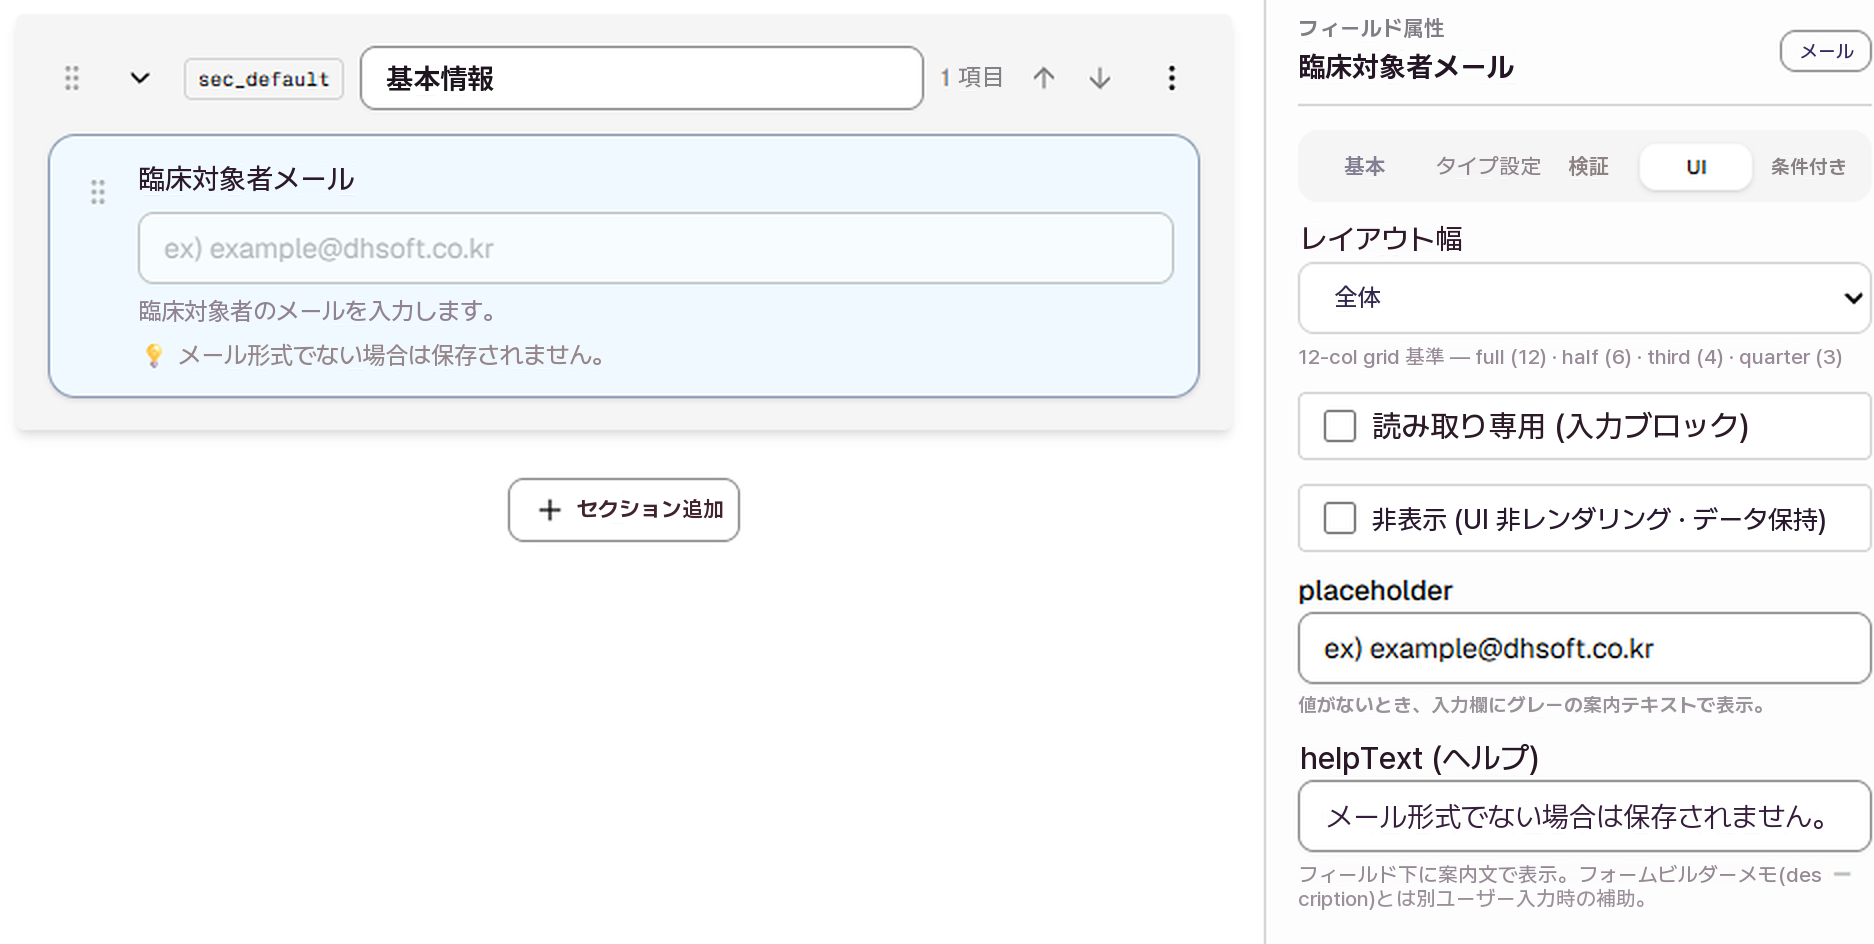 sec_default
基本情報
1 項目
臨床対象者メール
ex) example@dhsoft.co.kr
臨床対象者のメールを入力します。
メール形式でない場合は保存されません。
セクション追加
フィールド属性
臨床対象者メール
メール
基本 タイプ設定 検証 UI 条件付き
レイアウト幅
全体
12-col grid 基準 — full (12) · half (6) · third (4) · quarter (3)
読み取り専用 (入力ブロック)
非表示 (UI 非レンダリング · データ保持)
placeholder
ex) example@dhsoft.co.kr
値がないとき、入力欄にグレーの案内テキストで表示。
helpText (ヘルプ)
メール形式でない場合は保存されません。
フィールド下に案内文で表示。フォームビルダーメモ(des
cription)とは別ユーザー入力時の補助。